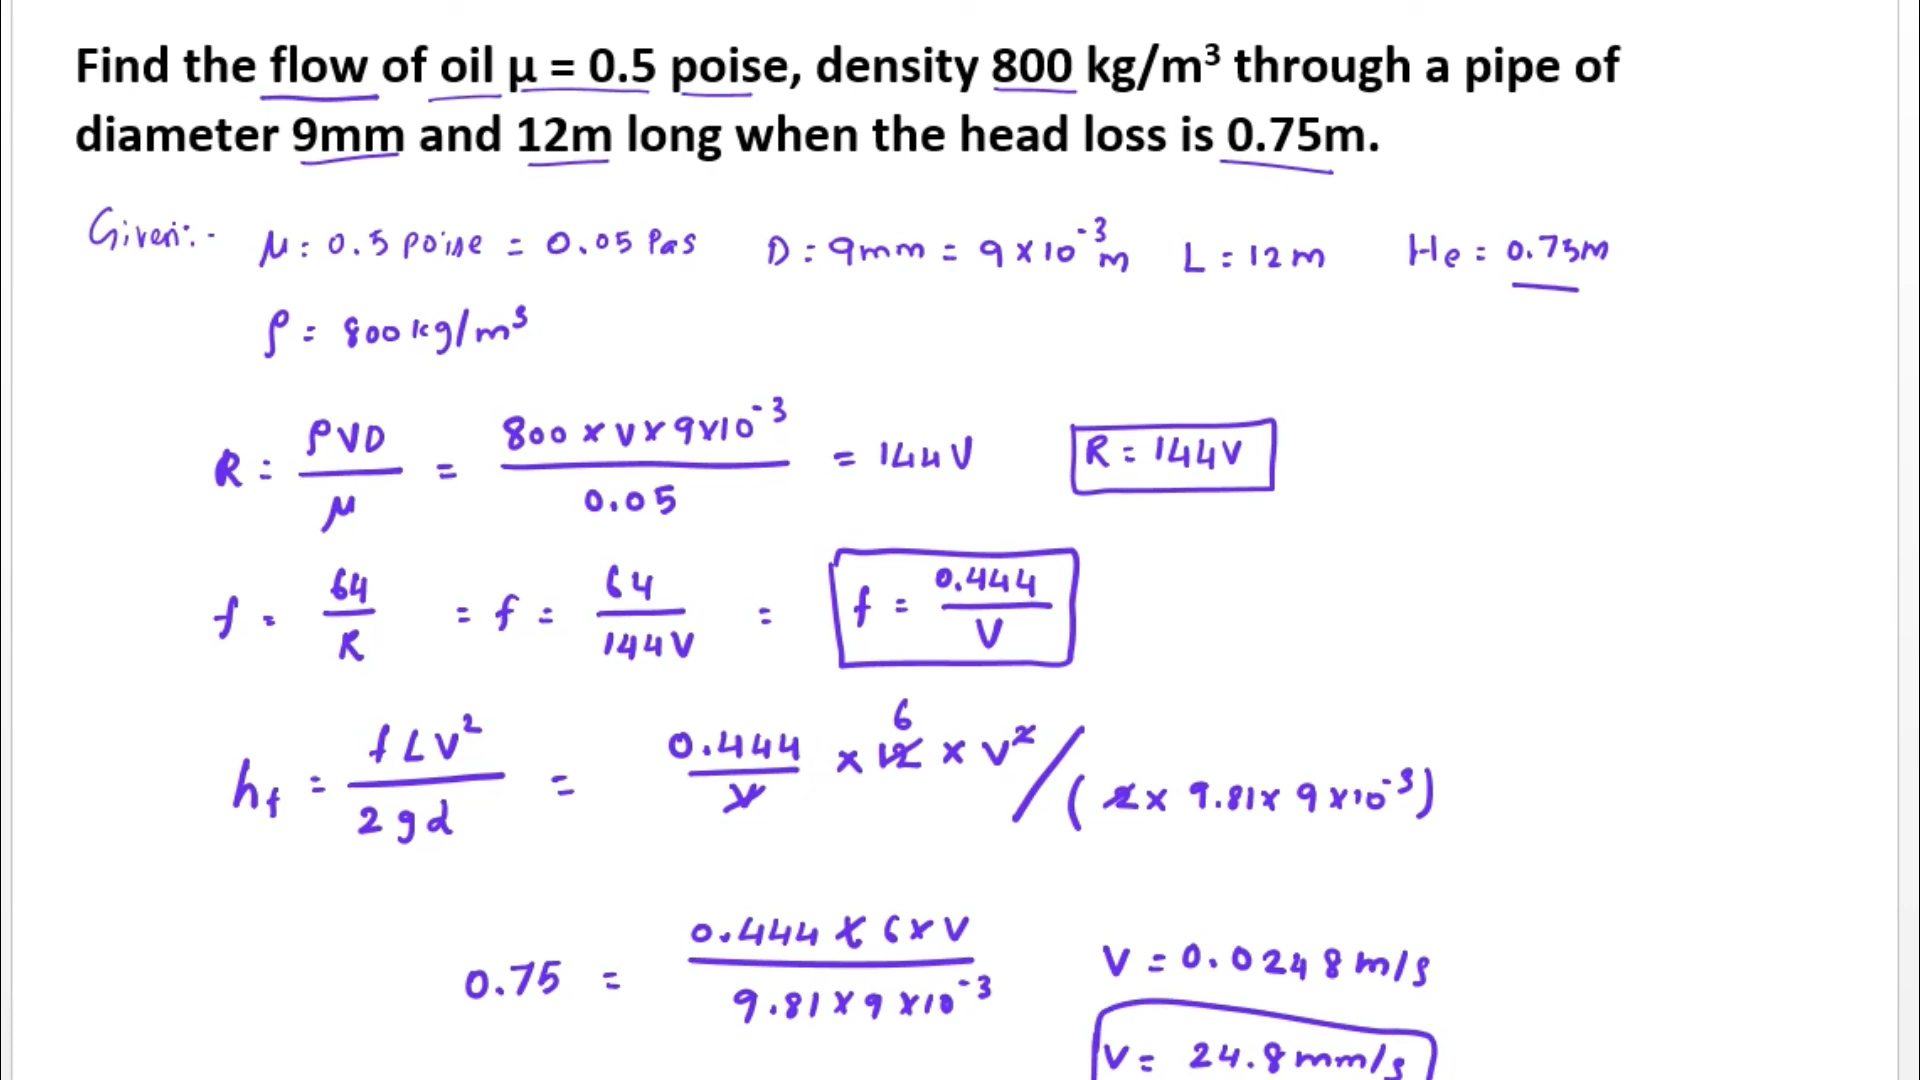 Find the flow of oil μ = 0.5 poise, density 800 kg/m³ through a pipe of
diameter 9mm and 12m long when the head loss is 0.75m.
Given:- μ: 0.5 poise = 0.05 Pas D = 9mm = 9 x 10⁻³ m L = 12m He = 0.75m
ρ = 800 kg/m³
R = ρVD / μ = 800 x V x 9x10⁻³ / 0.05 = 144V R = 144V
f = 64 / R = f = 64 / 144V = f = 0.444 / V
hf = fLV² / 2gd = 0.444 / V x 12 6 x V² / (2 x 9.81 x 9 x 10⁻³)
0.75 = 0.444 x 6 x V / 9.81 x 9 x 10⁻³ V = 0.0248 m/s
V = 24.8 mm/s